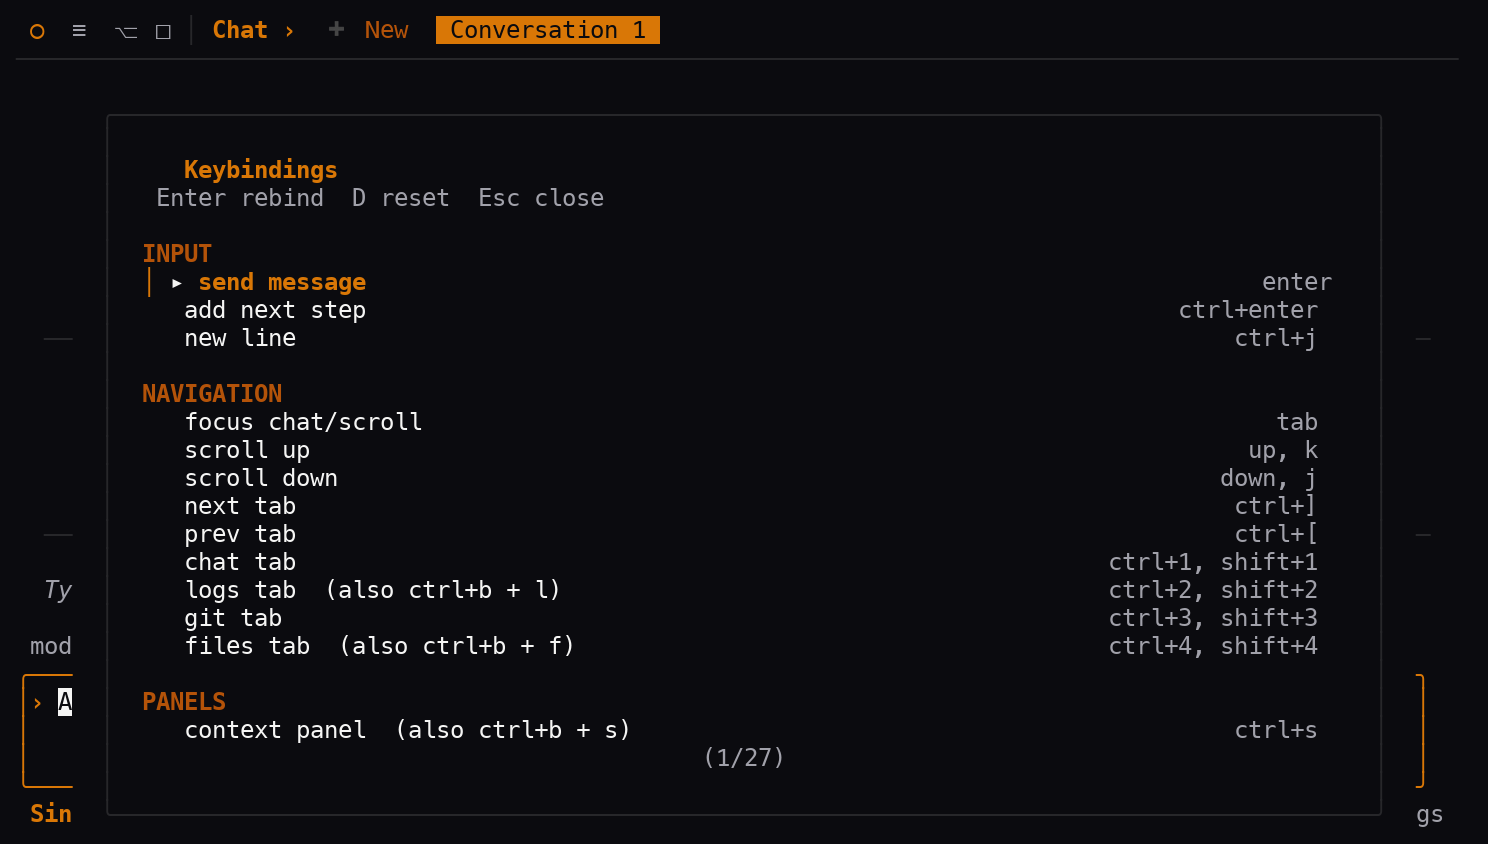 ○ ≡ ⌥ □ Chat › + New Conversation 1
Keybindings
Enter rebind D reset Esc close
INPUT
▸ send message enter
add next step ctrl+enter
new line ctrl+j
NAVIGATION
focus chat/scroll tab
scroll up up, k
scroll down down, j
next tab ctrl+]
prev tab ctrl+[
chat tab ctrl+1, shift+1
logs tab (also ctrl+b + l) ctrl+2, shift+2
git tab ctrl+3, shift+3
files tab (also ctrl+b + f) ctrl+4, shift+4
PANELS
context panel (also ctrl+b + s) ctrl+s
(1/27)
Ty
mod
› A
Sin gs